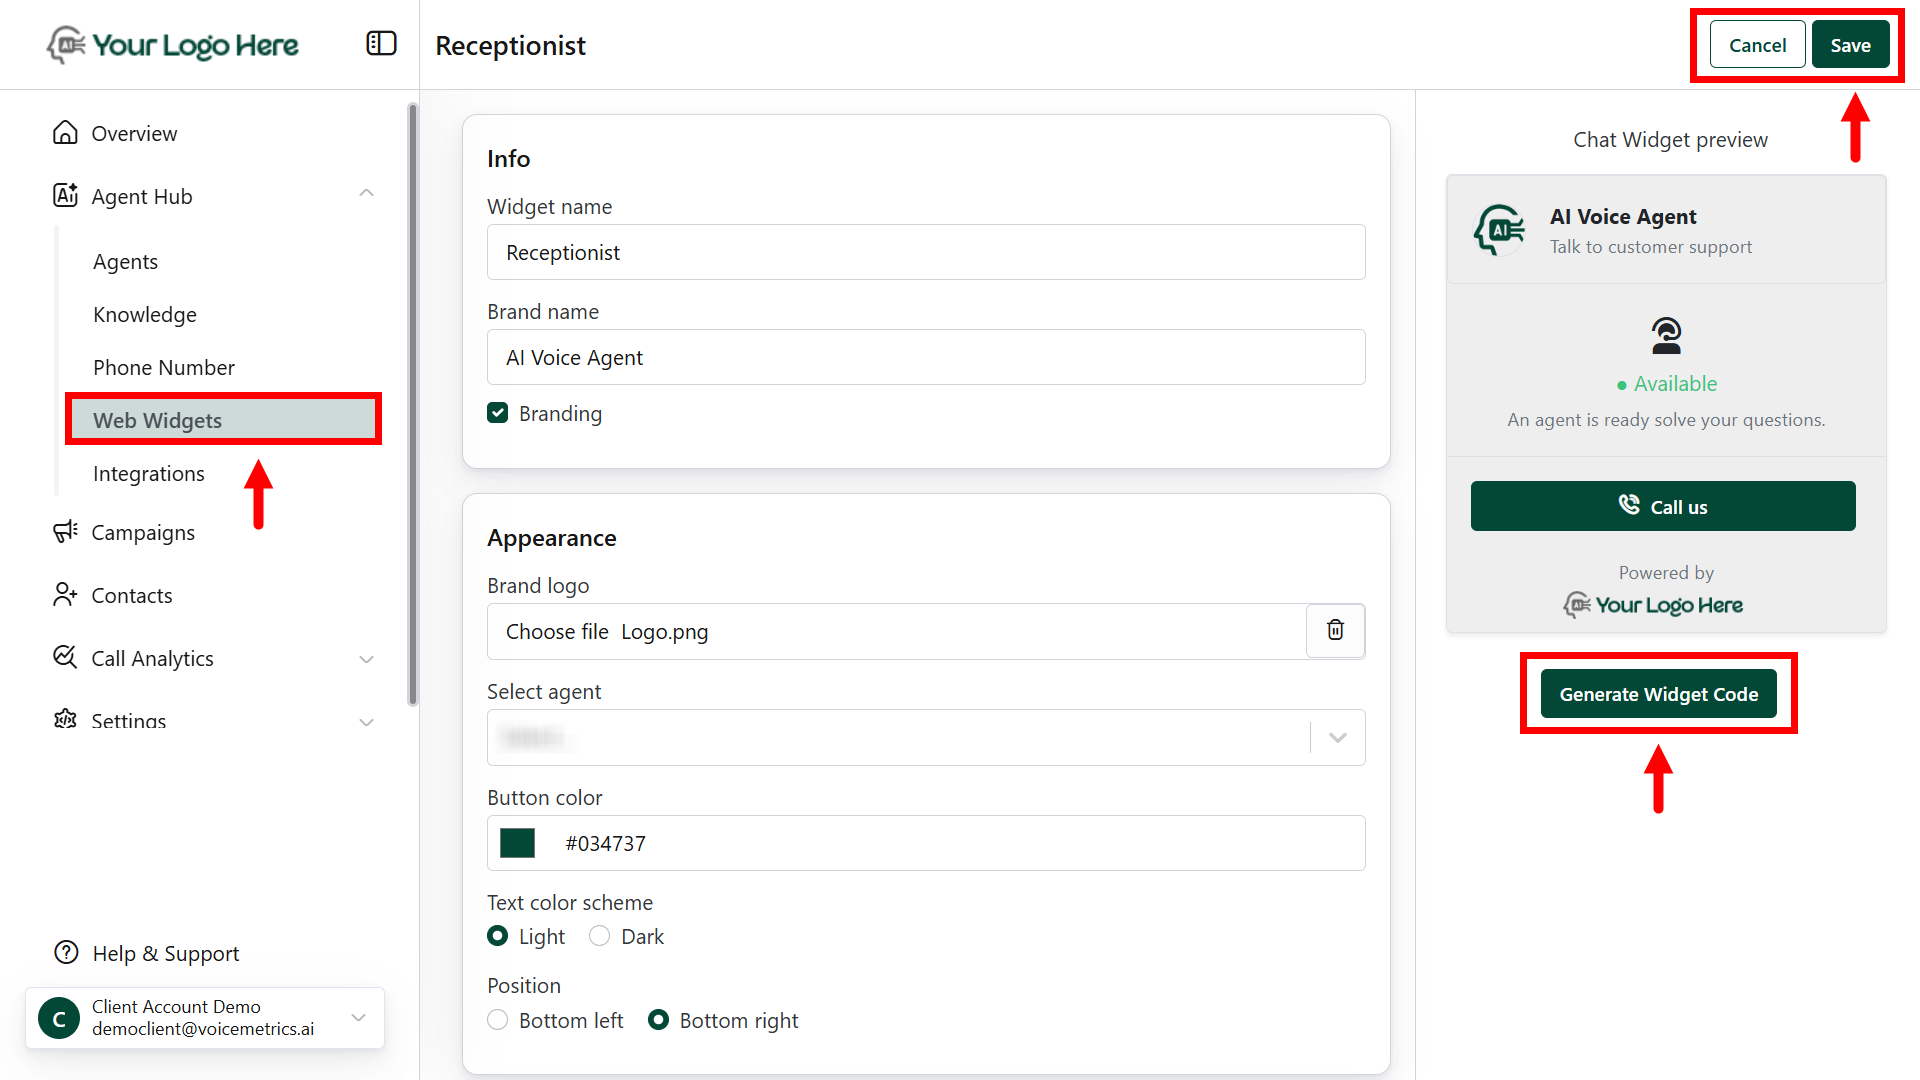 AI Your Logo Here
Receptionist
Cancel
Save
Overview
Agent Hub
Agents
Knowledge
Phone Number
Web Widgets
Integrations
Campaigns
Contacts
Call Analytics
Settings
Help & Support
C
Client Account Demo
democlient@voicemetrics.ai
Info
Widget name
Receptionist
Brand name
AI Voice Agent
Branding
Appearance
Brand logo
Choose file Logo.png
Select agent
Button color
#034737
Text color scheme
Light
Dark
Position
Bottom left
Bottom right
Chat Widget preview
AI
AI Voice Agent
Talk to customer support
Available
An agent is ready solve your questions.
Call us
Powered by
AI Your Logo Here
Generate Widget Code